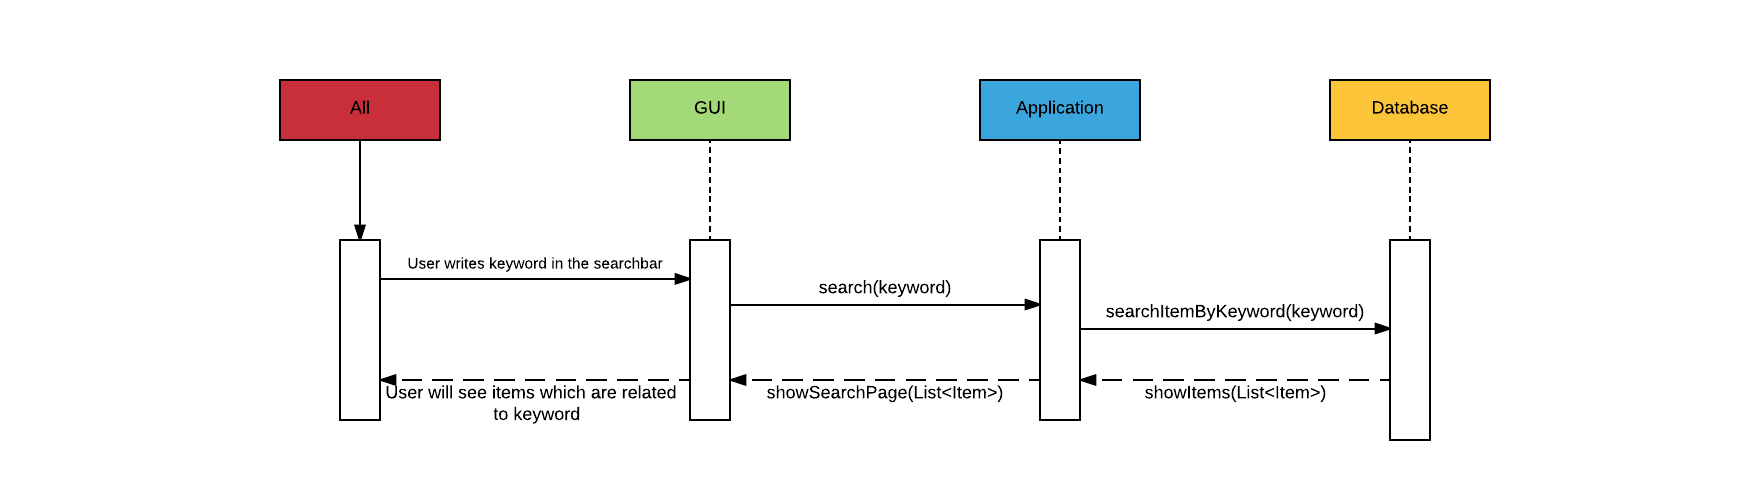 All
GUI
Application
Database
User writes keyword in the searchbar
search(keyword)
searchItemByKeyword(keyword)
User will see items which are related
to keyword
showSearchPage(List<Item>)
showItems(List<Item>)